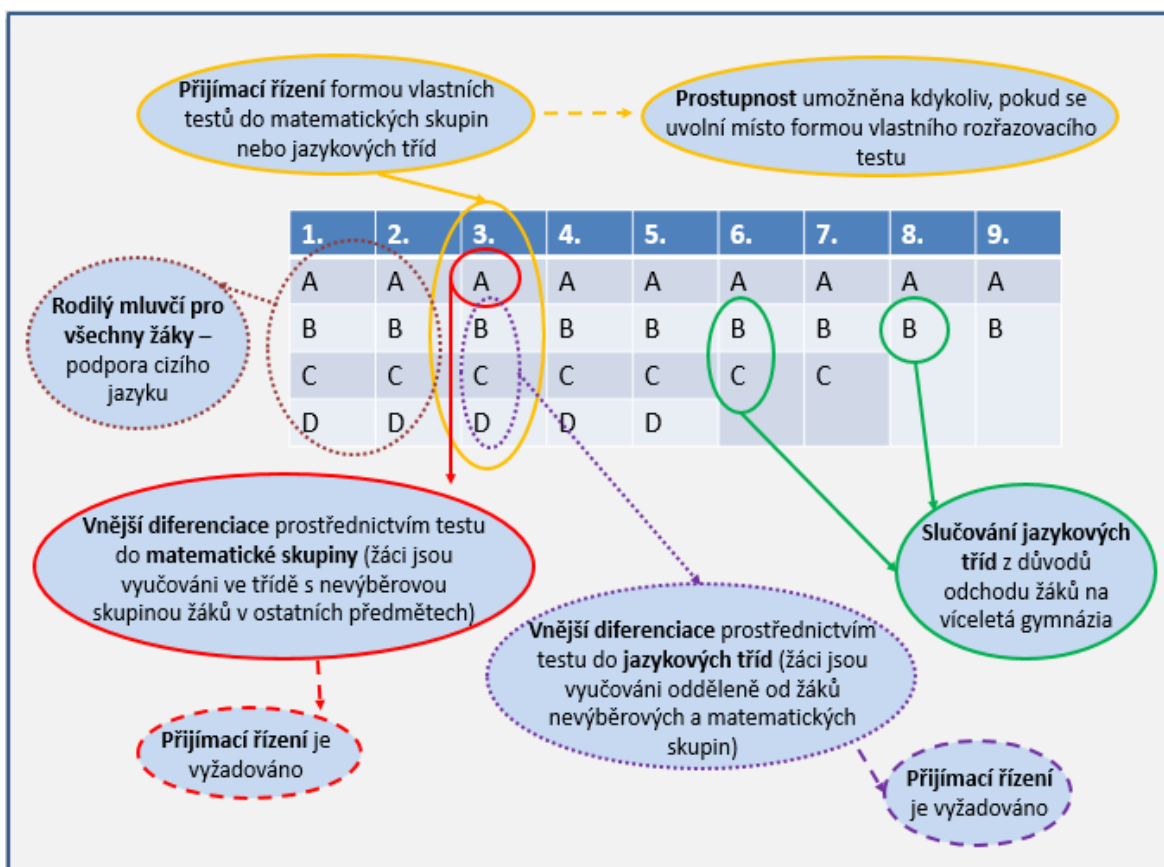 Přijímací řízení formou vlastních
testů do matematických skupin
nebo jazykových tříd
Prostupnost umožněna kdykoliv, pokud se
uvolní místo formou vlastního rozřazovacího
testu
1. 2. 3. 4. 5. 6. 7. 8. 9.
A A A A A A A A A
B B B B B B B B B
C C C C C C C
D D D D D
Rodilý mluvčí pro
všechny žáky –
podpora cizího
jazyku
Vnější diferenciace prostřednictvím testu
do matematické skupiny (žáci jsou
vyučováni ve třídě s nevýběrovou
skupinou žáků v ostatních předmětech)
Slučování jazykových
tříd z důvodů
odchodu žáků na
víceletá gymnázia
Vnější diferenciace prostřednictvím
testu do jazykových tříd (žáci jsou
vyučováni odděleně od žáků
nevýběrových a matematických
skupin)
Přijímací řízení je
vyžadováno
Přijímací řízení
je vyžadováno